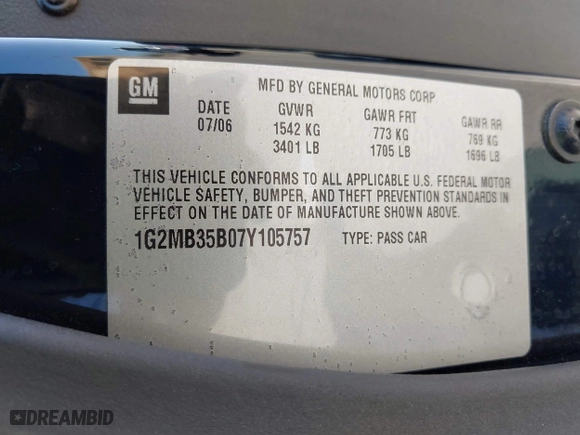 GM
MFD BY GENERAL MOTORS CORP
DATE GVWR GAWR FRT GAWR RR
07/06 1542 KG 773 KG 769 KG
3401 LB 1705 LB 1696 LB
THIS VEHICLE CONFORMS TO ALL APPLICABLE U.S. FEDERAL MOTOR
VEHICLE SAFETY, BUMPER, AND THEFT PREVENTION STANDARDS IN
EFFECT ON THE DATE OF MANUFACTURE SHOWN ABOVE.
1G2MB35B07Y105757 TYPE: PASS CAR
DREAMBID